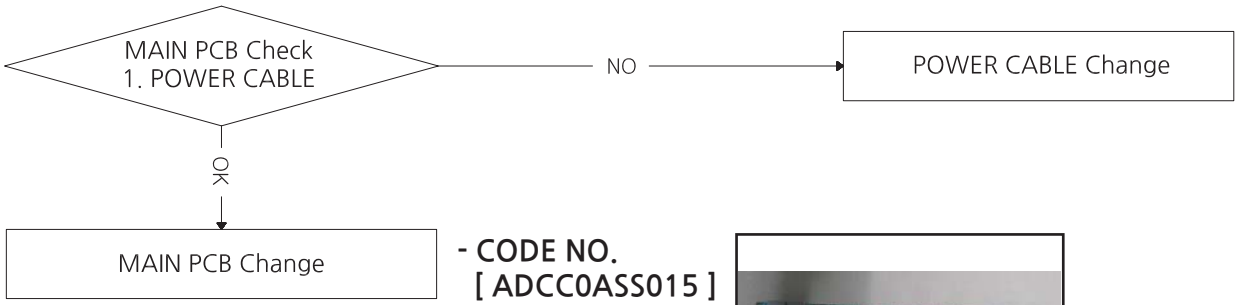 MAIN PCB Check
1. POWER CABLE
NO
POWER CABLE Change
OK
MAIN PCB Change
- CODE NO.
[ ADCC0ASS015 ]